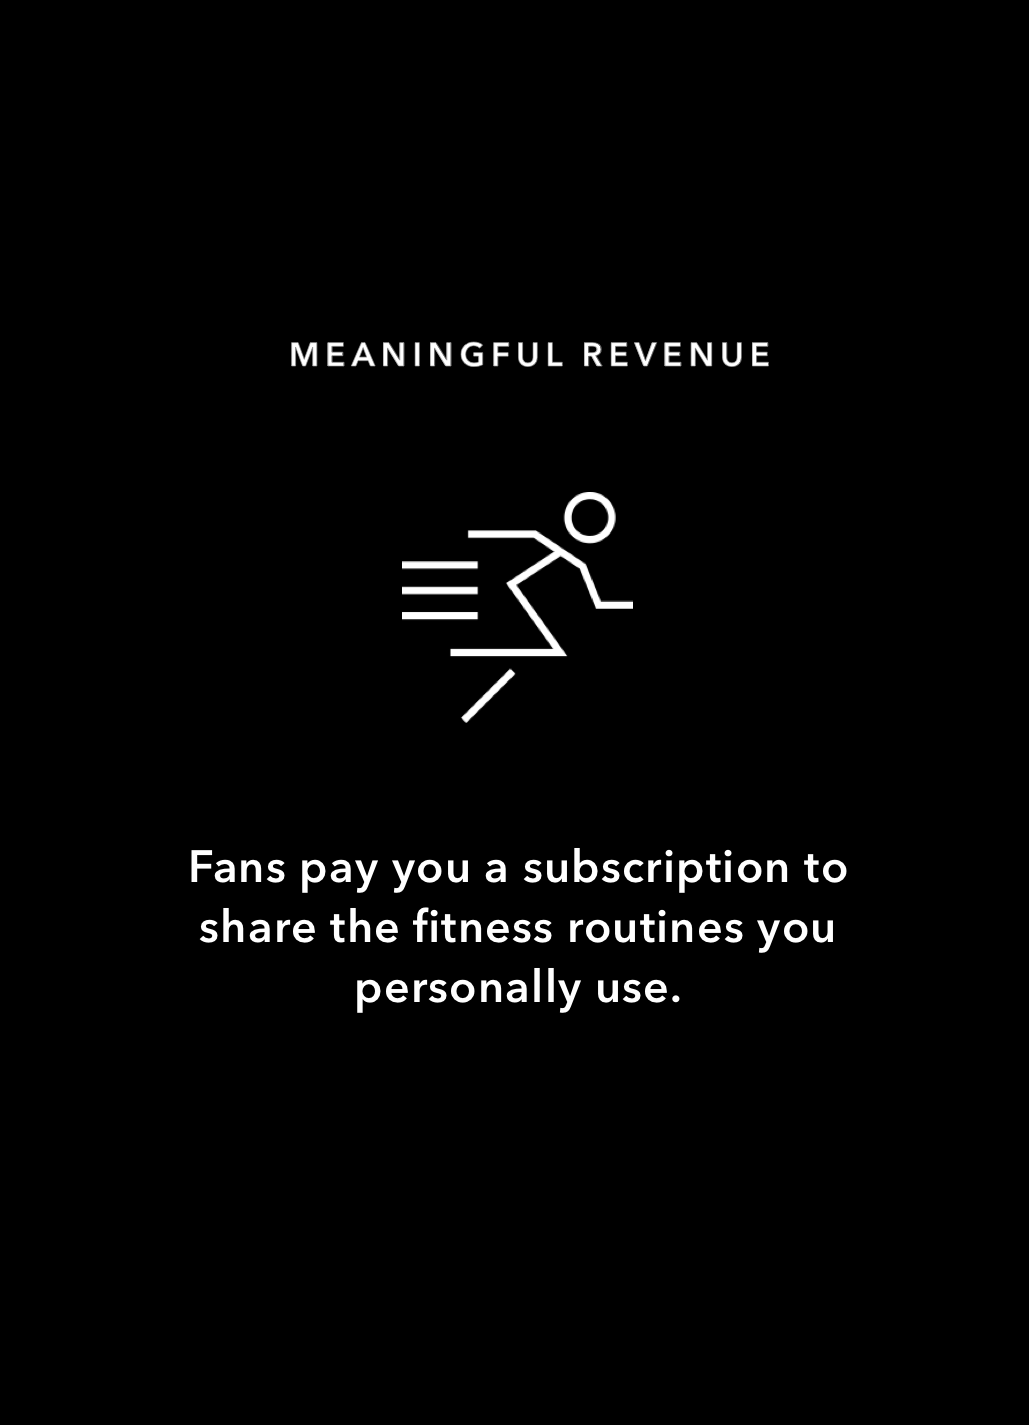 MEANINGFUL REVENUE
Fans pay you a subscription to
share the fitness routines you
personally use.